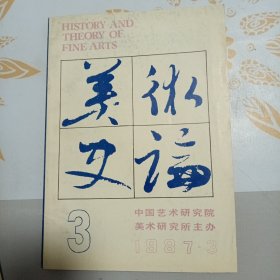 HISTORY AND
THEORY OF
FINE ARTS
美術
史論
3
中国艺术研究院
美术研究所主办
1987·3